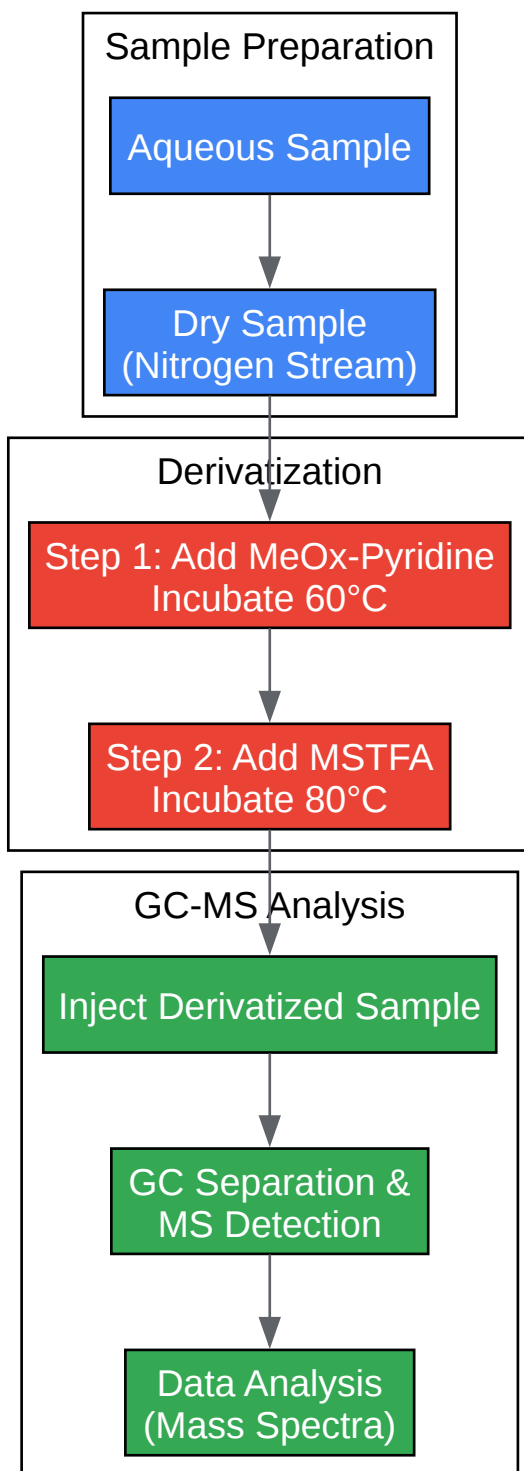 Sample Preparation
Aqueous Sample
Dry Sample
(Nitrogen Stream)
Derivatization
Step 1: Add MeOx-Pyridine
Incubate 60°C
Step 2: Add MSTFA
Incubate 80°C
GC-MS Analysis
Inject Derivatized Sample
GC Separation &
MS Detection
Data Analysis
(Mass Spectra)